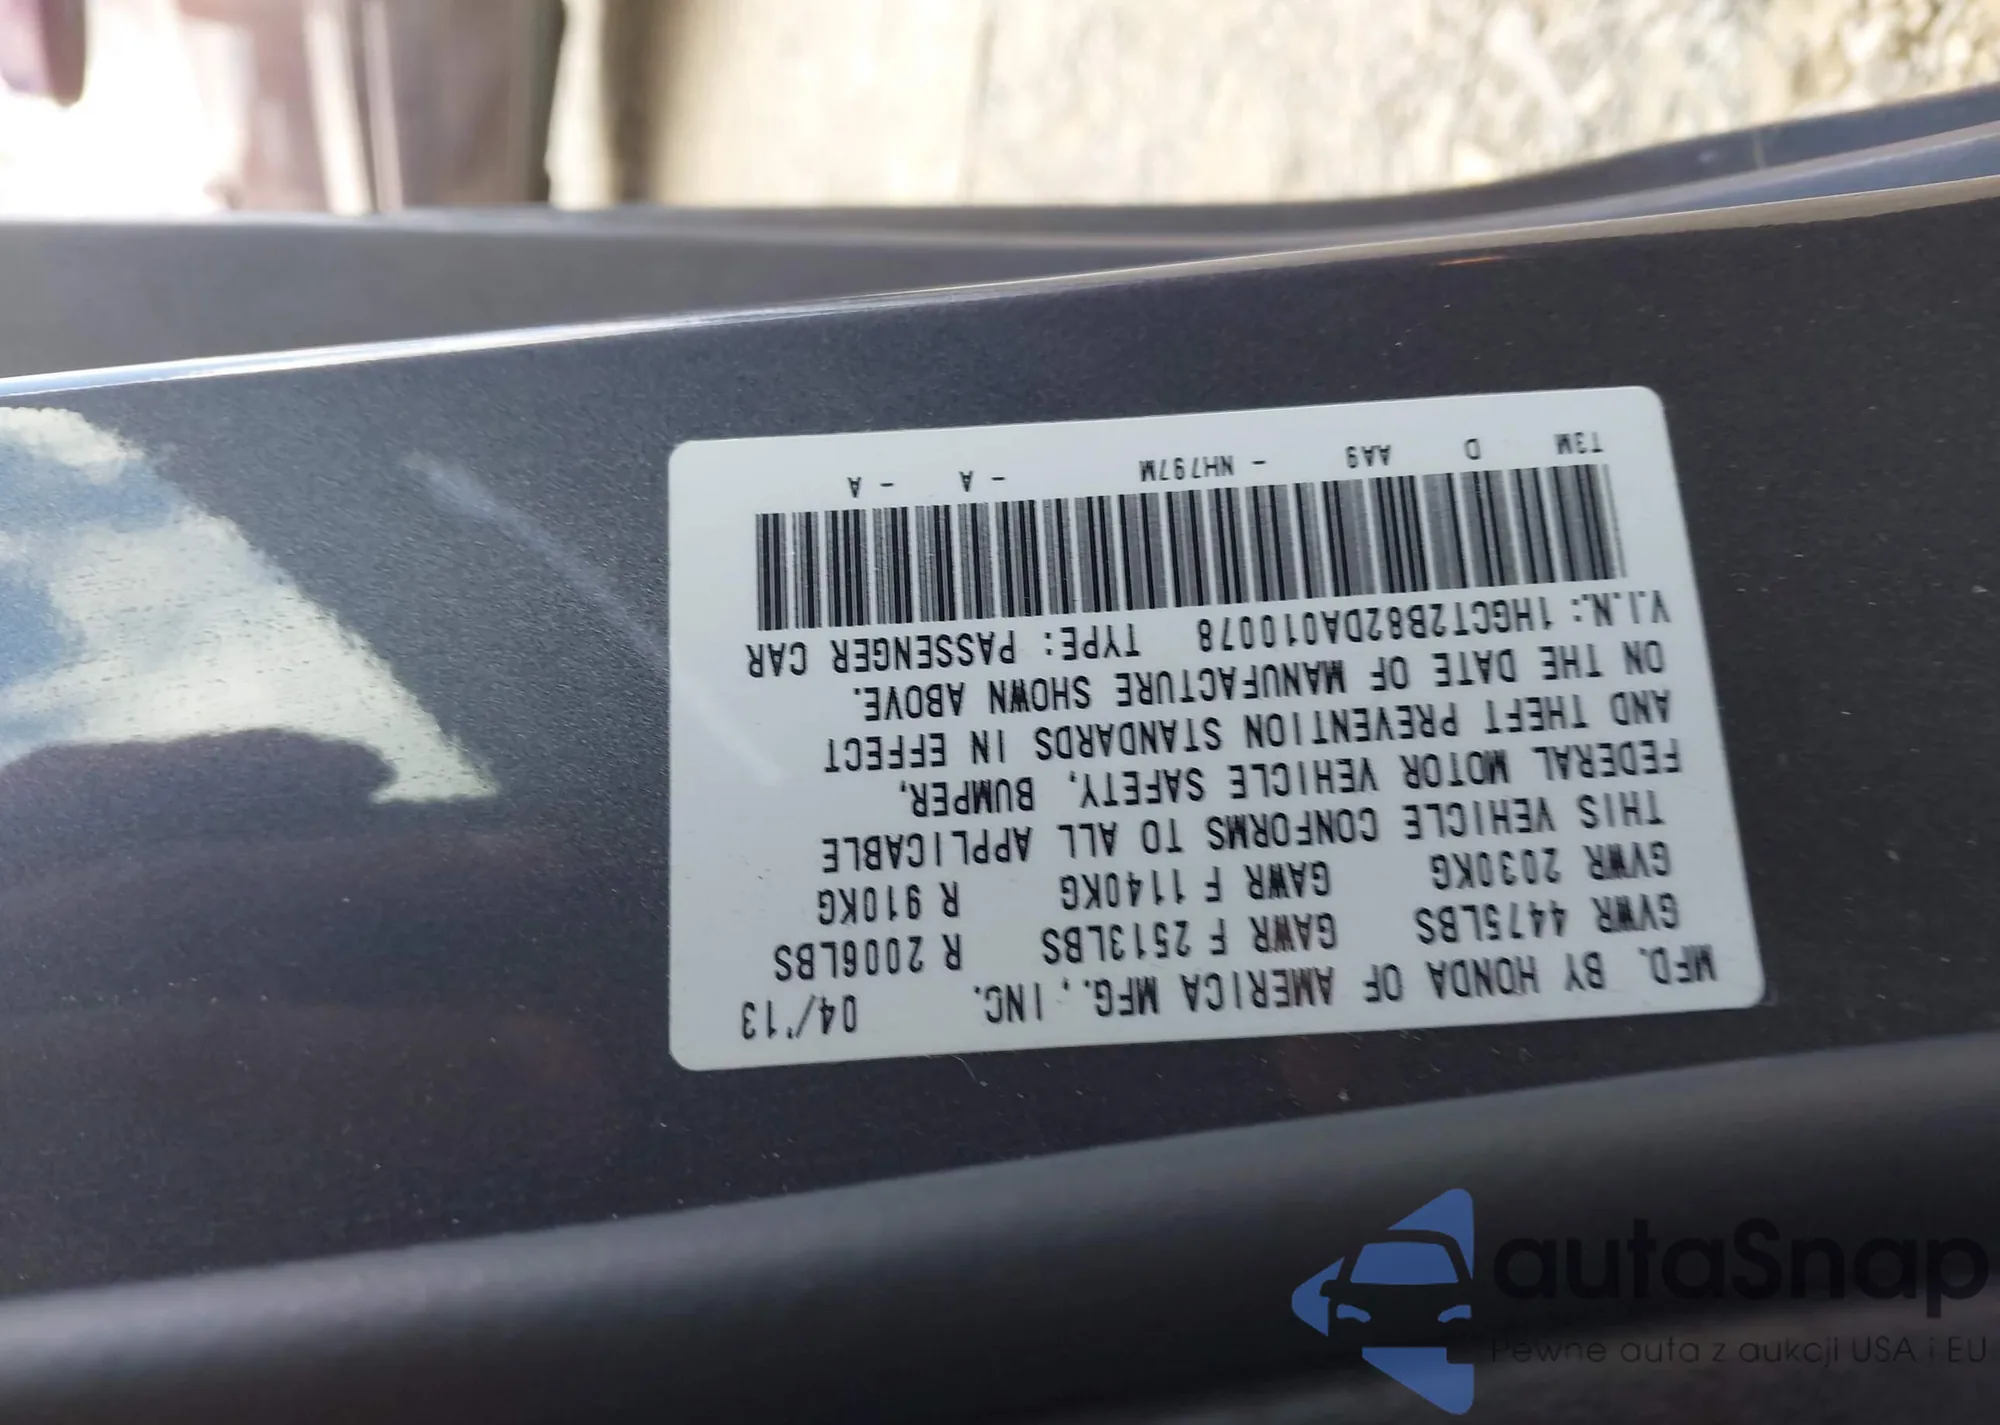 MFD. BY HONDA OF AMERICA MFG., INC. 04/'13
GVWR 4475LBS GAWR F 2513LBS R 2006LBS
GVWR 2030KG GAWR F 1140KG R 910KG
THIS VEHICLE CONFORMS TO ALL APPLICABLE
FEDERAL MOTOR VEHICLE SAFETY, BUMPER,
AND THEFT PREVENTION STANDARDS IN EFFECT
ON THE DATE OF MANUFACTURE SHOWN ABOVE.
V.I.N.: 1HGCT2B82DA010078 TYPE: PASSENGER CAR
T3M D AA9 - NH797M - A - A
autaSnap
Pewne auta z aukcji USA i EU